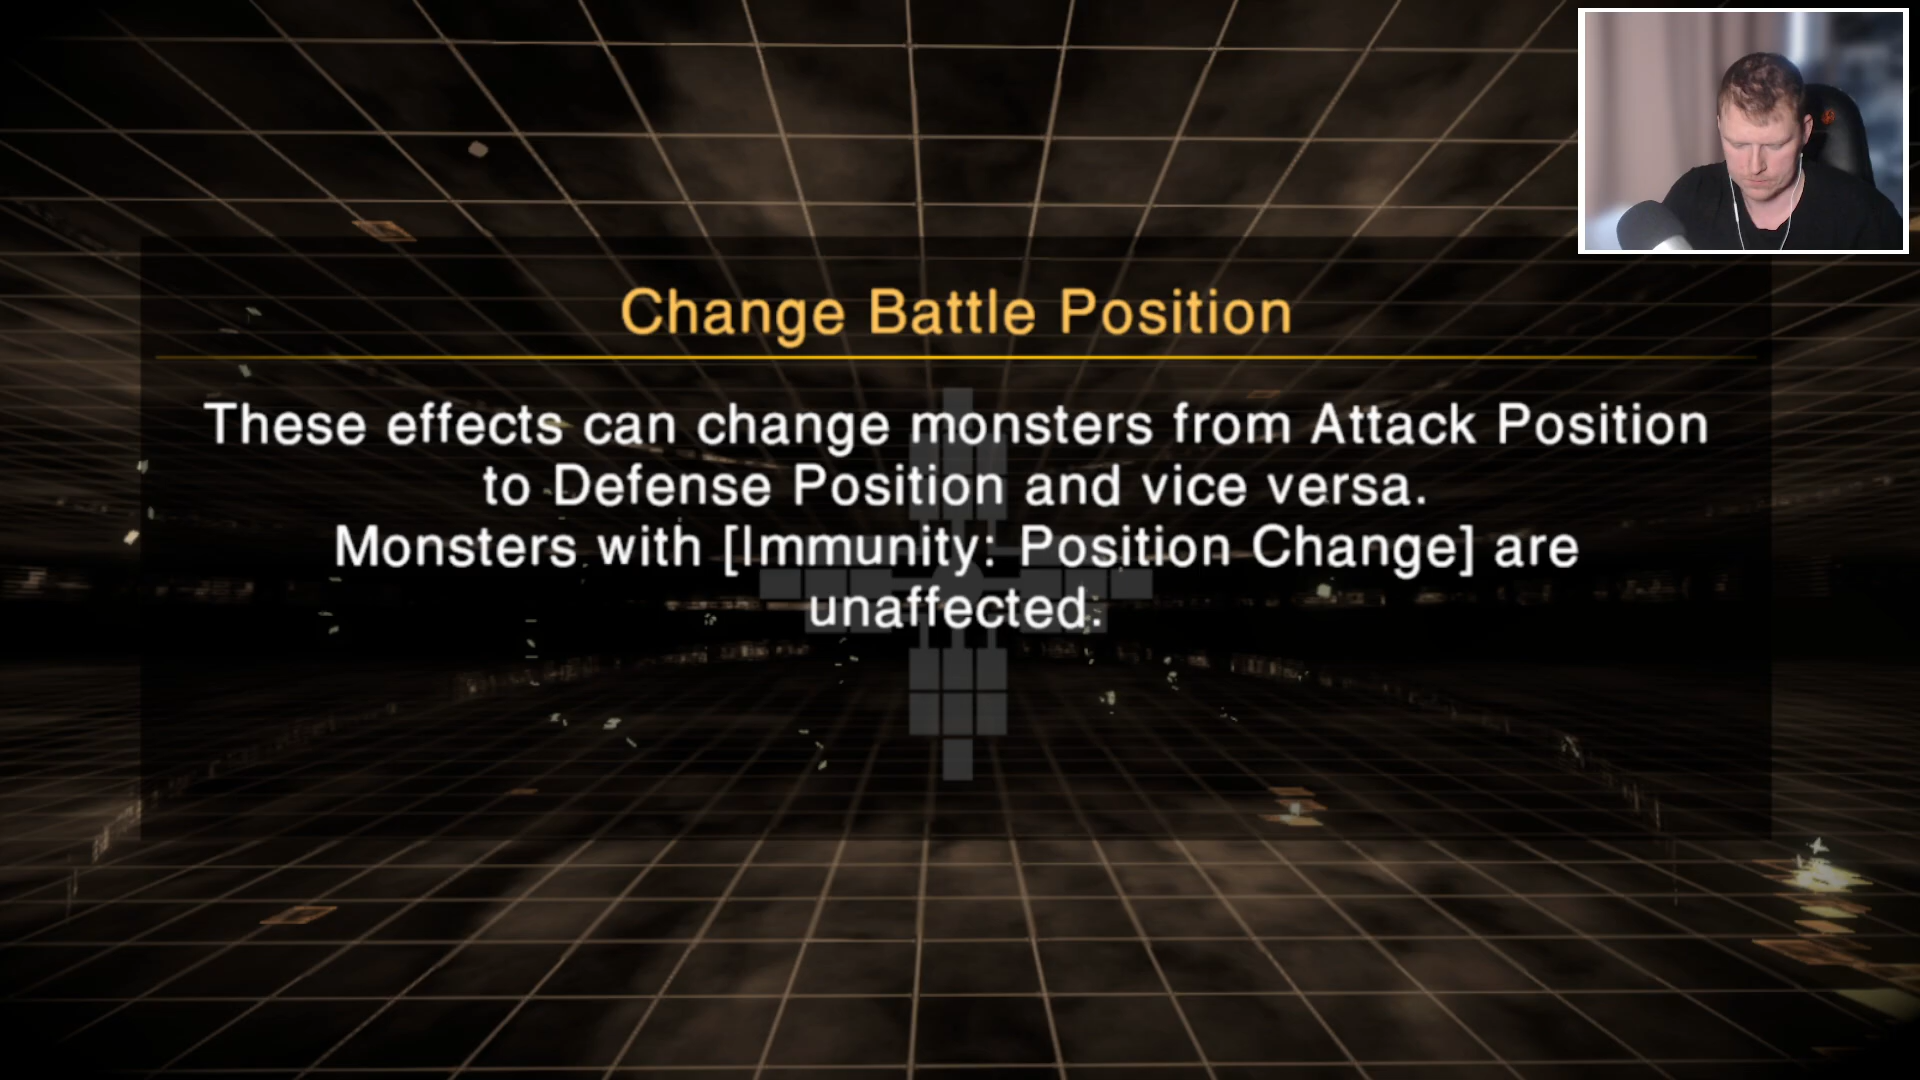 Change Battle Position
These effects can change monsters from Attack Position
to Defense Position and vice versa.
Monsters with [Immunity: Position Change] are
unaffected.